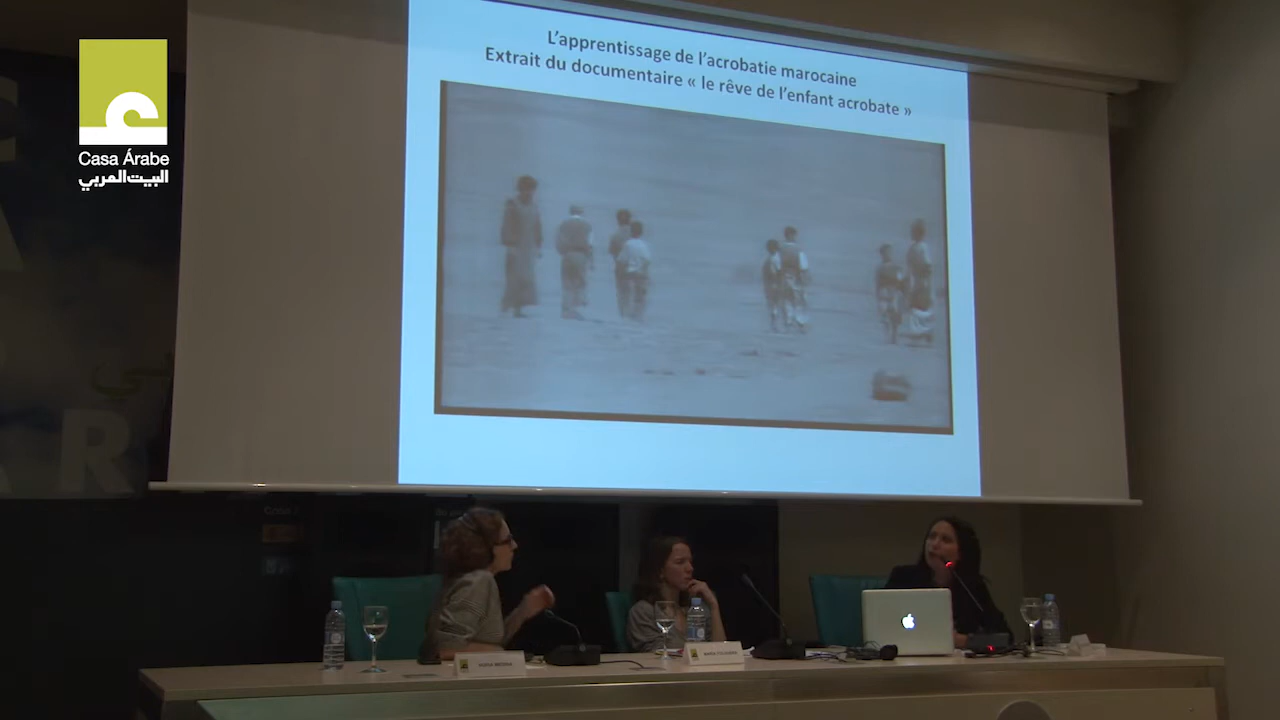 L'apprentissage de l'acrobatie marocaine
Extrait du documentaire « le rêve de l'enfant acrobate »
Casa Árabe
البيت العربي